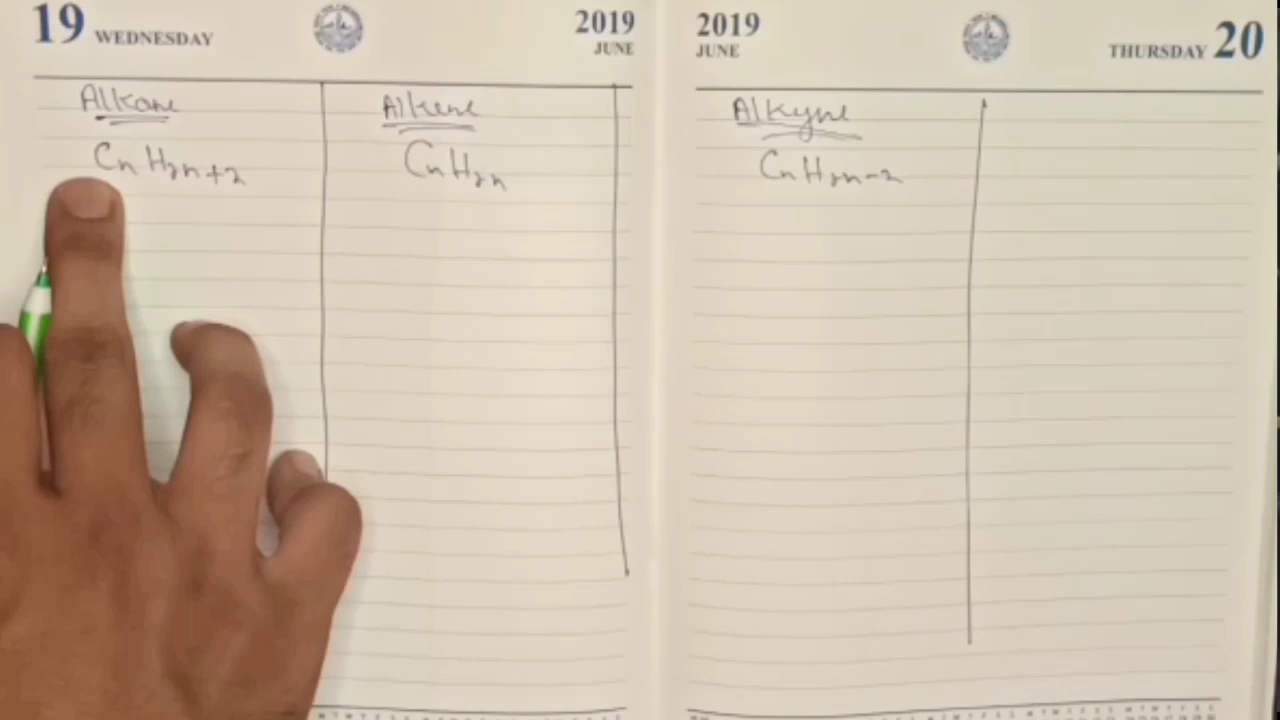 19 WEDNESDAY
2019
JUNE
Alkane
CnH2n+2
Alkene
CnH2n
2019
JUNE
THURSDAY 20
Alkyne
CnH2n-2